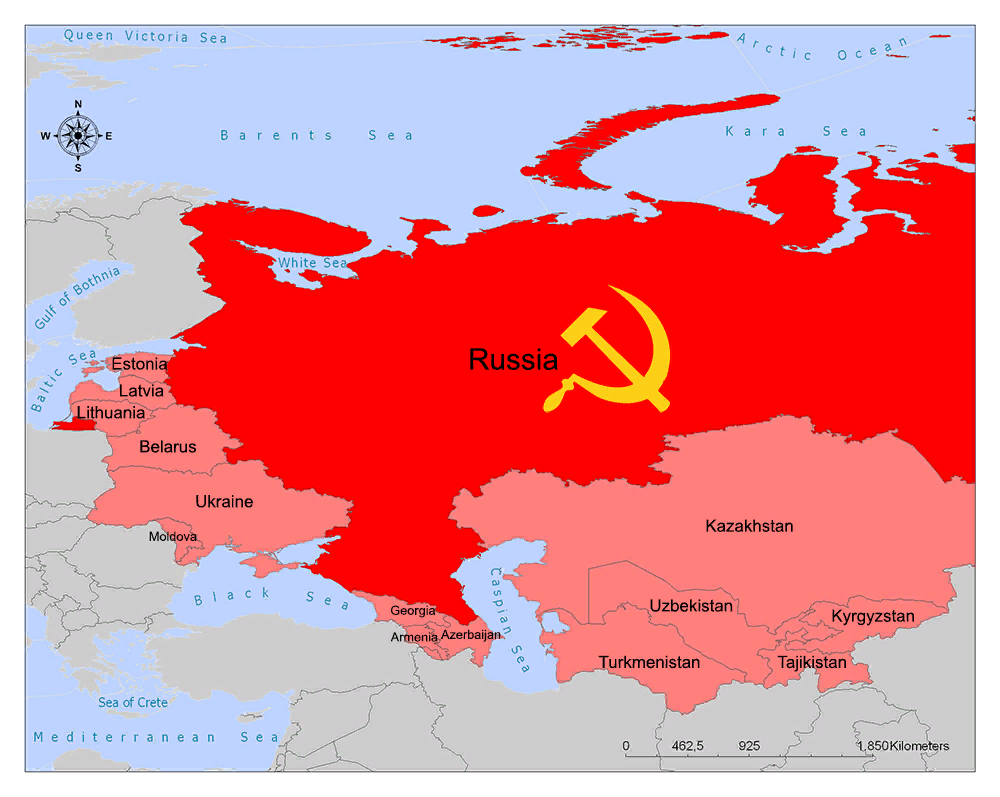 Queen Victoria Sea
Arctic Ocean
N
W E
S
Barents Sea
Kara Sea
White Sea
Gulf of Bothnia
Baltic Sea
Russia
Estonia
Latvia
Lithuania
Belarus
Ukraine
Moldova
Kazakhstan
Black Sea
Caspian Sea
Georgia
Armenia
Azerbaijan
Uzbekistan
Kyrgyzstan
Turkmenistan
Tajikistan
Sea of Crete
Mediterranean Sea
0 462,5 925 1.850 Kilometers